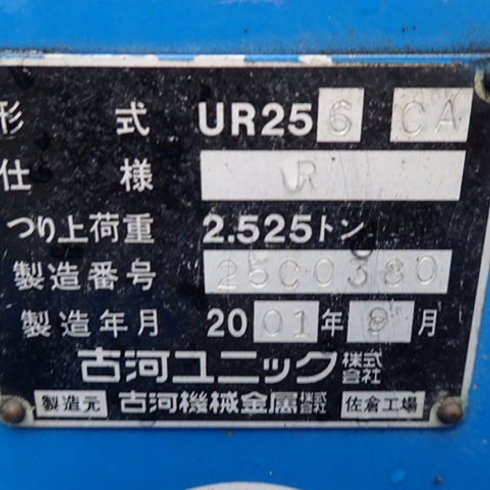 形式 UR256 CA
仕様 UR
つり上荷重 2.525トン
製造番号 25C0380
製造年月 2001年8月
古河ユニック株式会社
製造元 古河機械金属株式会社 佐倉工場